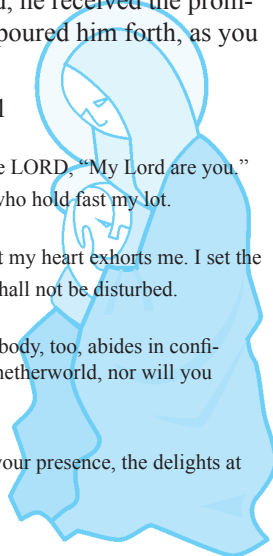 d, he received the prom-
poured him forth, as you
e LORD, “My Lord are you.”
who hold fast my lot.
t my heart exhorts me. I set the
hall not be disturbed.
body, too, abides in confi-
netherworld, nor will you
your presence, the delights at